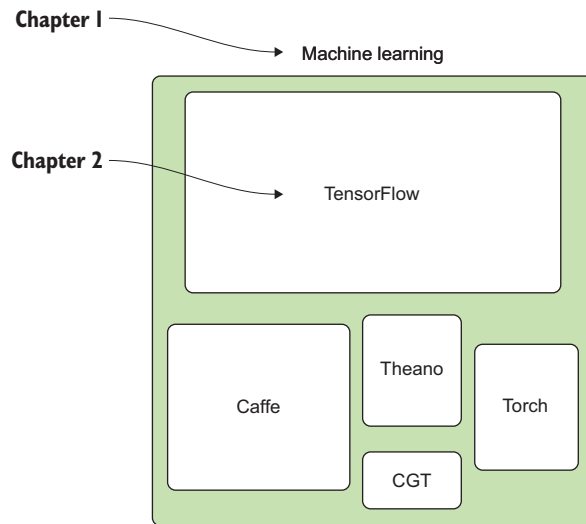 Chapter 1
Machine learning
Chapter 2
TensorFlow
Caffe
Theano
Torch
CGT